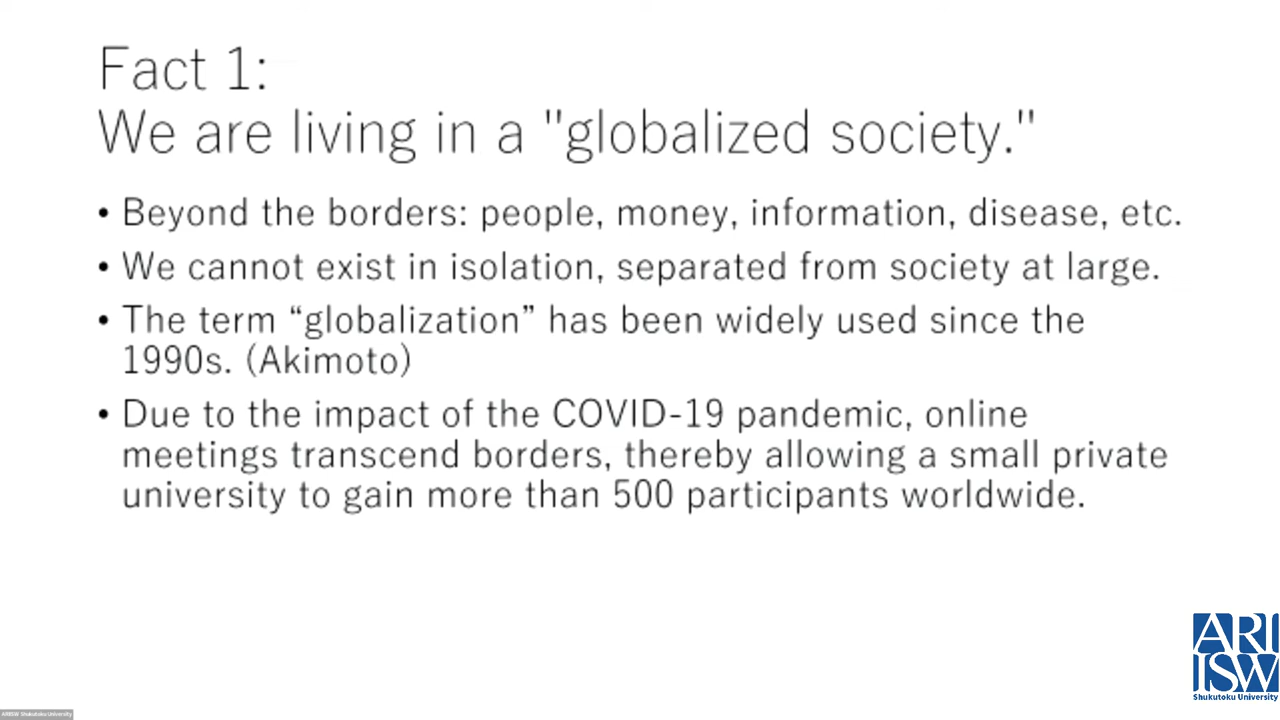 Fact 1:
We are living in a "globalized society."
• Beyond the borders: people, money, information, disease, etc.
• We cannot exist in isolation, separated from society at large.
• The term “globalization” has been widely used since the
1990s. (Akimoto)
• Due to the impact of the COVID-19 pandemic, online
meetings transcend borders, thereby allowing a small private
university to gain more than 500 participants worldwide.
ARI
ISW
Shukutoku University
ARIISW Shukutoku University